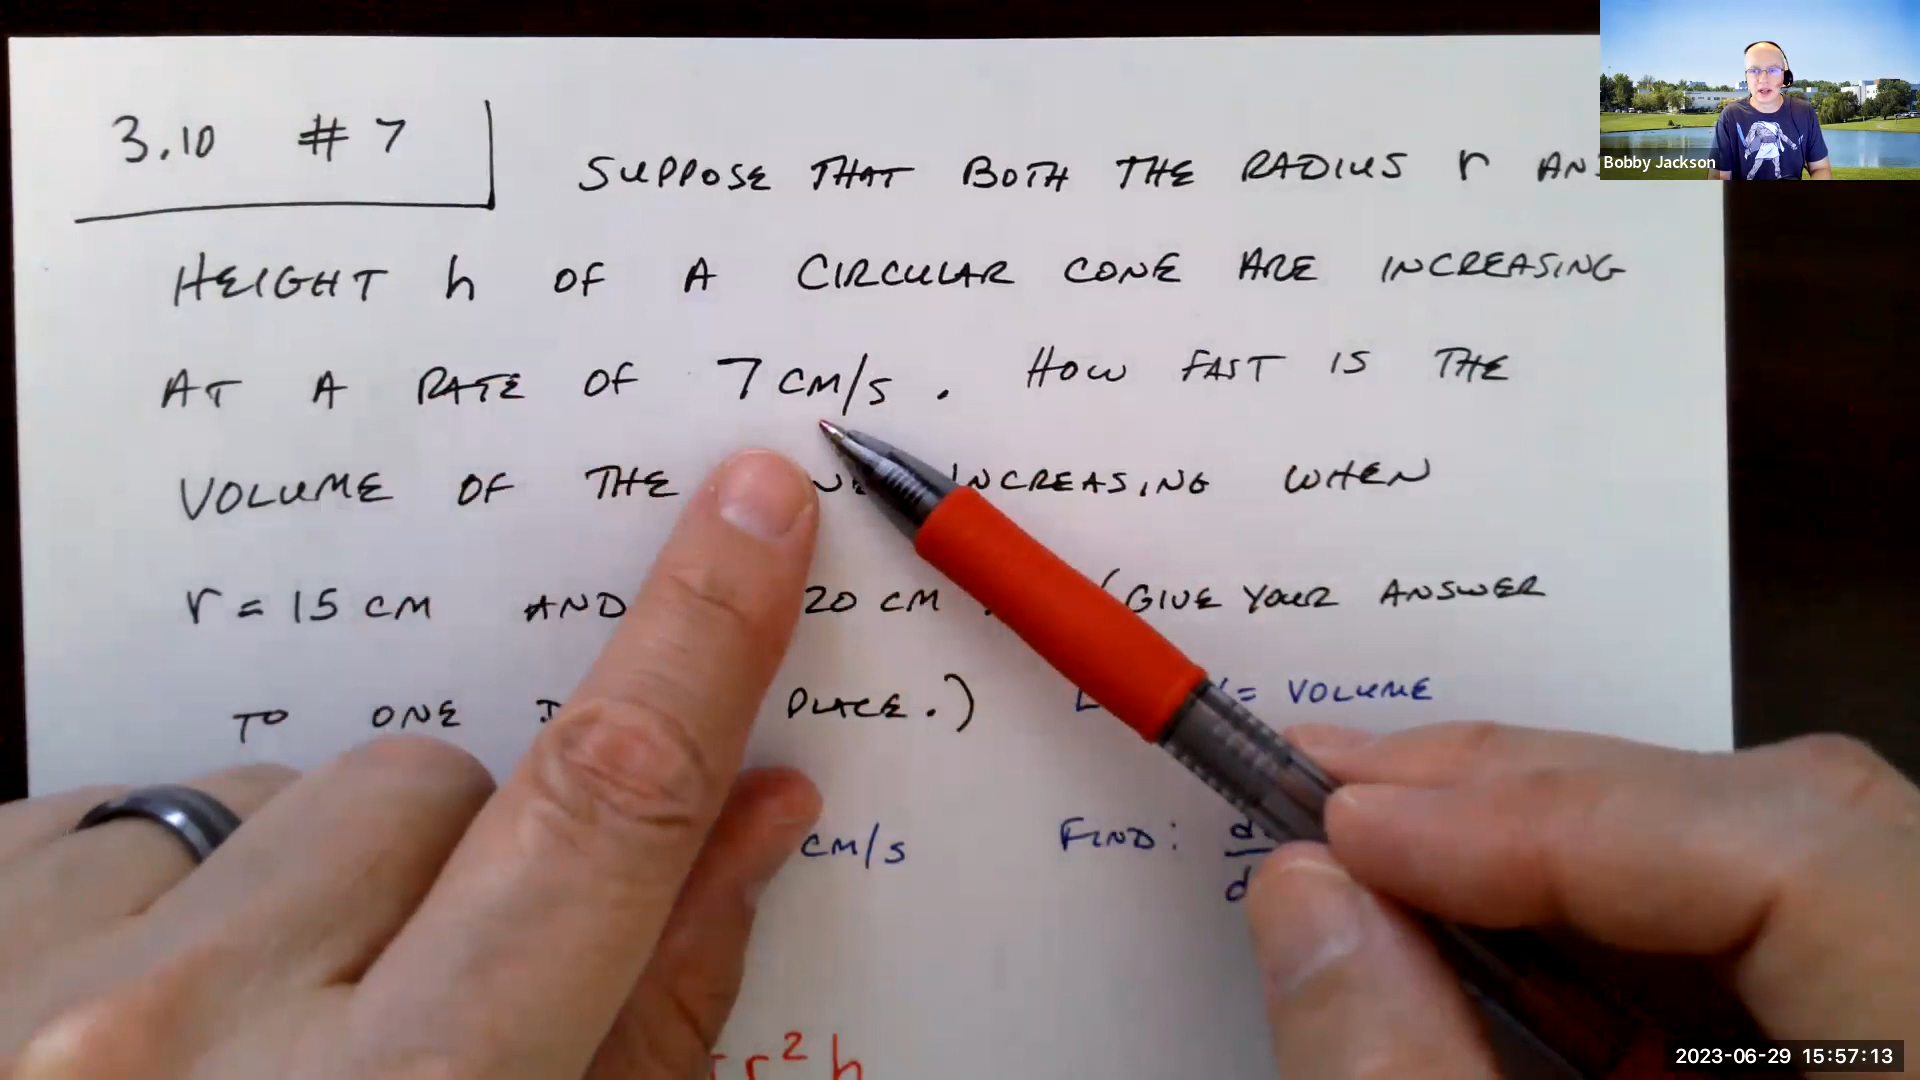 3.10 # 7
SUPPOSE THAT BOTH THE RADIUS r AND
HEIGHT h OF A CIRCULAR CONE ARE INCREASING
AT A RATE OF 7 CM/S. HOW FAST IS THE
VOLUME OF THE INCREASING WHEN
r = 15 CM AND 20 CM. (GIVE YOUR ANSWER
TO ONE PLACE.) = VOLUME
CM/S FIND:
r² h
Bobby Jackson
2023-06-29 15:57:13